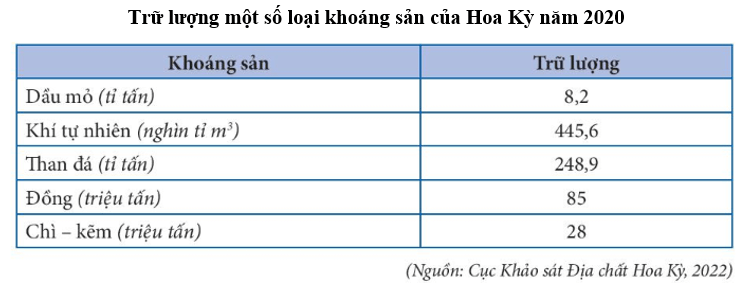 Trữ lượng một số loại khoáng sản của Hoa Kỳ năm 2020
Khoáng sản Trữ lượng
Dầu mỏ (tỉ tấn) 8,2
Khí tự nhiên (nghìn tỉ m³) 445,6
Than đá (tỉ tấn) 248,9
Đồng (triệu tấn) 85
Chì – kẽm (triệu tấn) 28
(Nguồn: Cục Khảo sát Địa chất Hoa Kỳ, 2022)